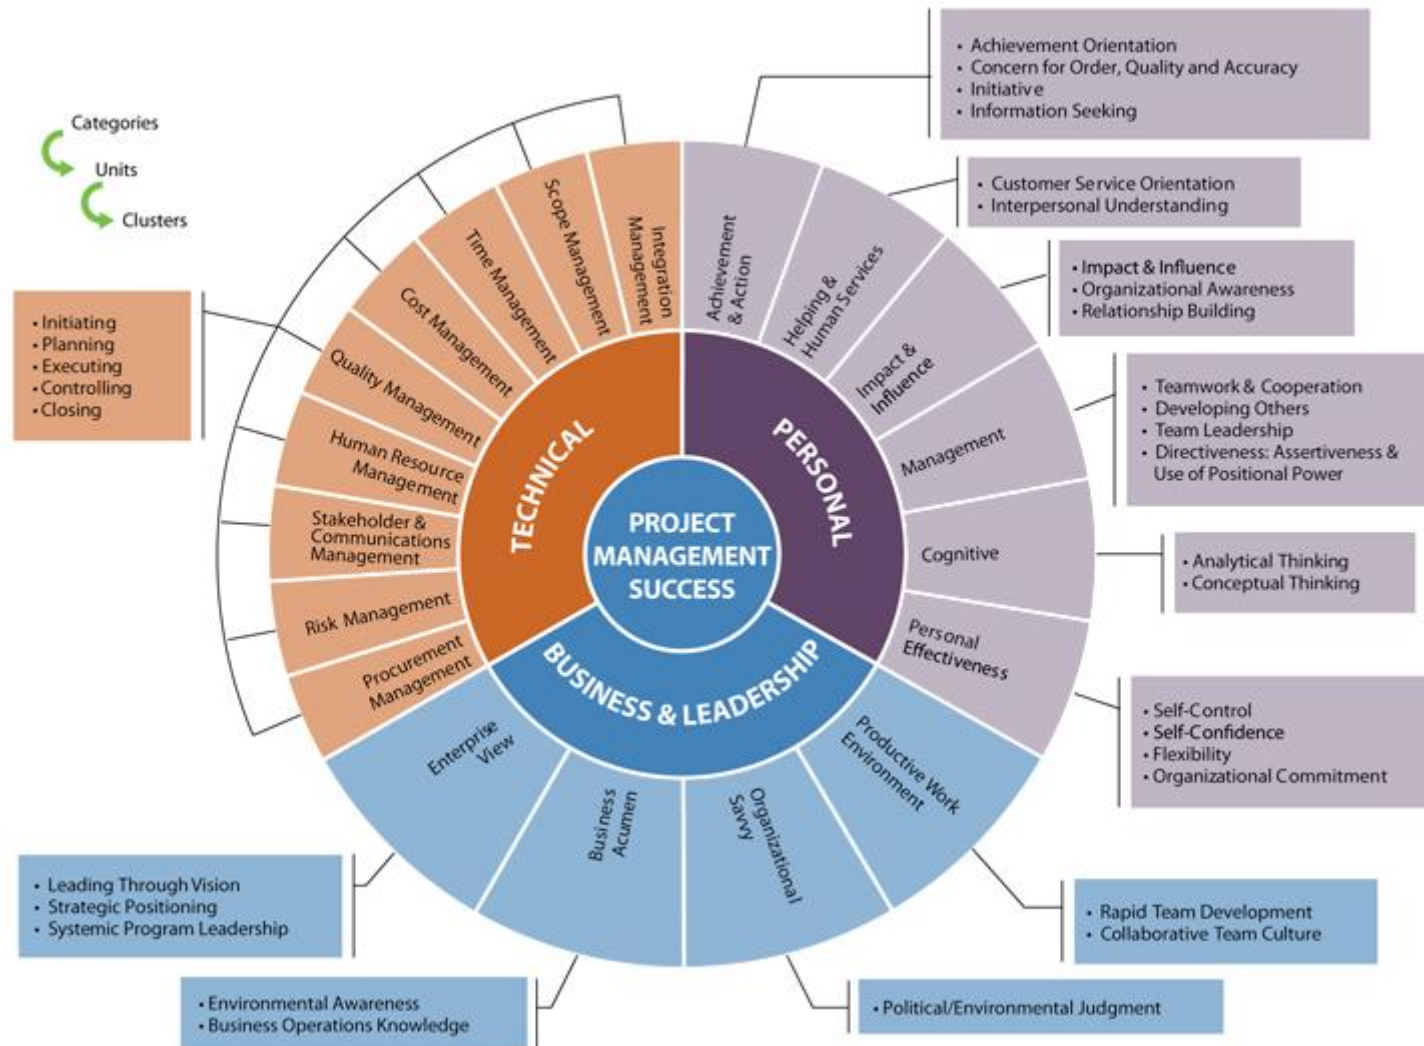 Categories
Units
Clusters
• Initiating
• Planning
• Executing
• Controlling
• Closing
Integration
Management
Scope Management
Time Management
Cost Management
Quality Management
Human Resource
Management
Stakeholder &
Communications
Management
Risk Management
Procurement
Management
TECHNICAL
PERSONAL
BUSINESS & LEADERSHIP
PROJECT
MANAGEMENT
SUCCESS
Achievement
& Action
Helping &
Human Services
Impact &
Influence
Management
Cognitive
Personal
Effectiveness
Enterprise
View
Business
Acumen
Organizational
Savvy
Productive Work
Environment
• Achievement Orientation
• Concern for Order, Quality and Accuracy
• Initiative
• Information Seeking
• Customer Service Orientation
• Interpersonal Understanding
• Impact & Influence
• Organizational Awareness
• Relationship Building
• Teamwork & Cooperation
• Developing Others
• Team Leadership
• Directiveness: Assertiveness &
Use of Positional Power
• Analytical Thinking
• Conceptual Thinking
• Self-Control
• Self-Confidence
• Flexibility
• Organizational Commitment
• Leading Through Vision
• Strategic Positioning
• Systemic Program Leadership
• Environmental Awareness
• Business Operations Knowledge
• Political/Environmental Judgment
• Rapid Team Development
• Collaborative Team Culture